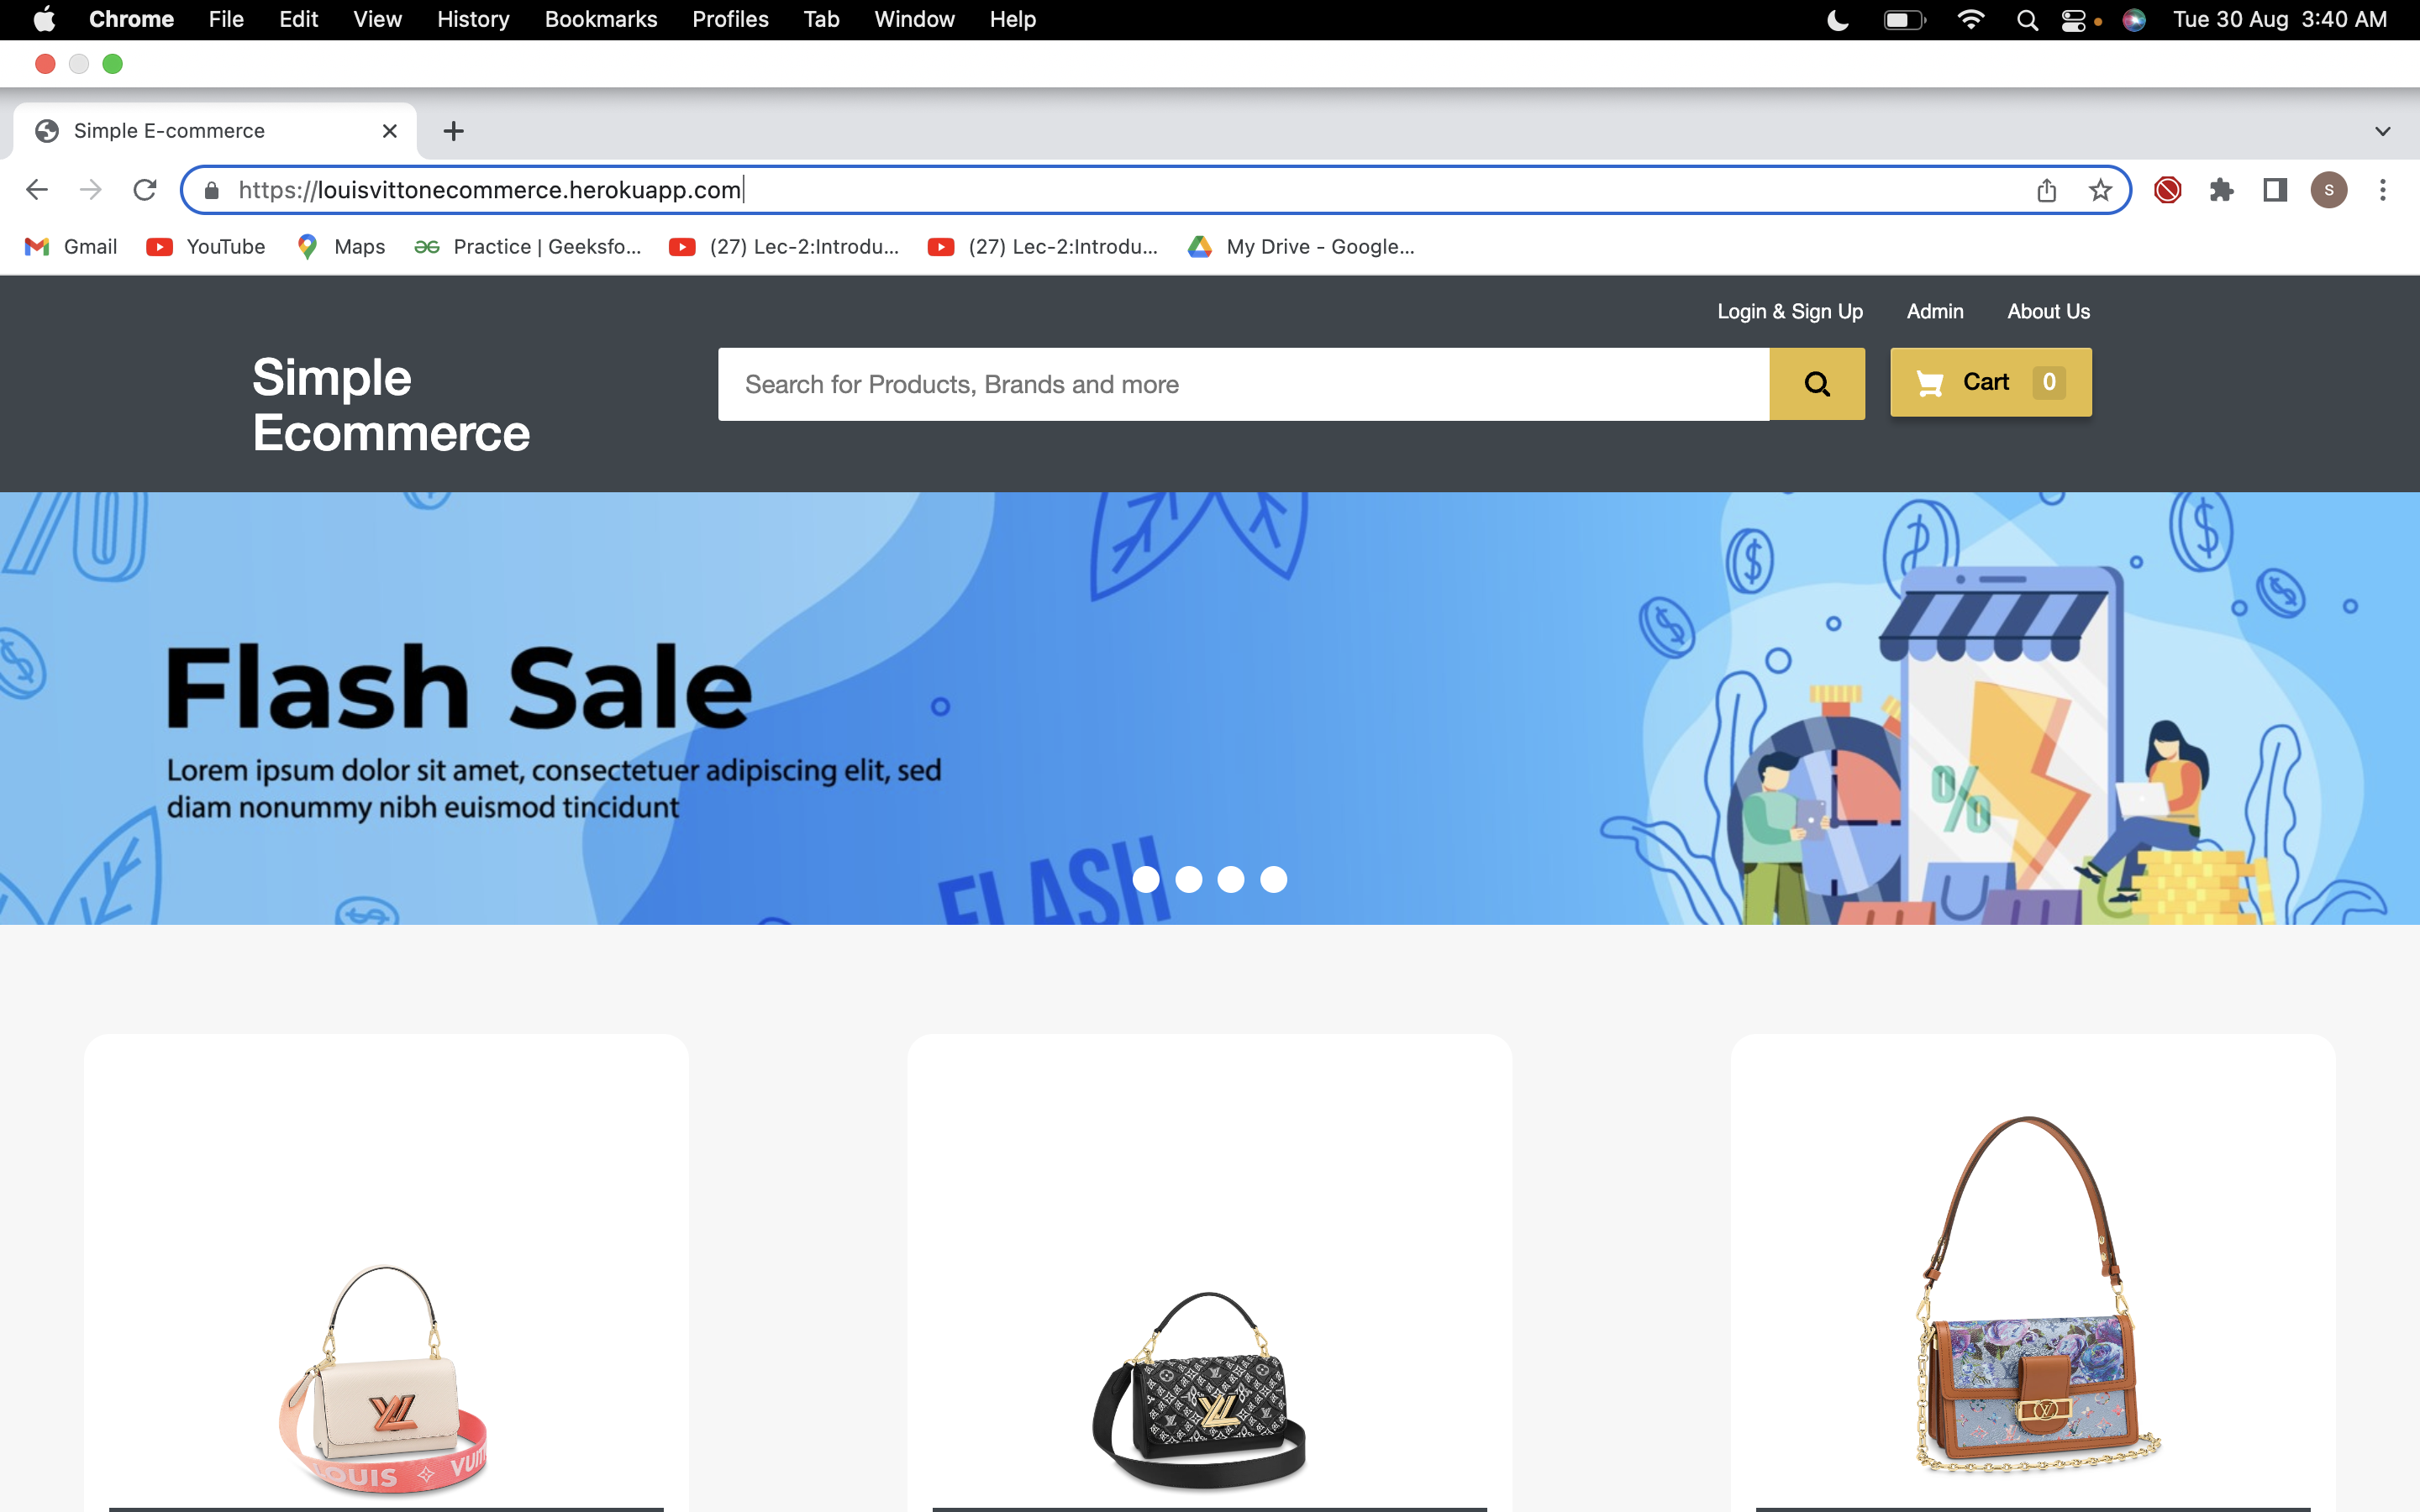 Chrome File Edit View History Bookmarks Profiles Tab Window Help Tue 30 Aug 3:40 AM
Simple E-commerce
https://louisvittonecommerce.herokuapp.com
S
Gmail YouTube Maps Practice | Geeksfo... (27) Lec-2:Introdu... (27) Lec-2:Introdu... My Drive - Google...
Login & Sign Up Admin About Us
Simple
Ecommerce
Search for Products, Brands and more
Cart 0
Flash Sale
Lorem ipsum dolor sit amet, consectetuer adipiscing elit, sed
diam nonummy nibh euismod tincidunt
FLASH
%
LOUIS VUIT